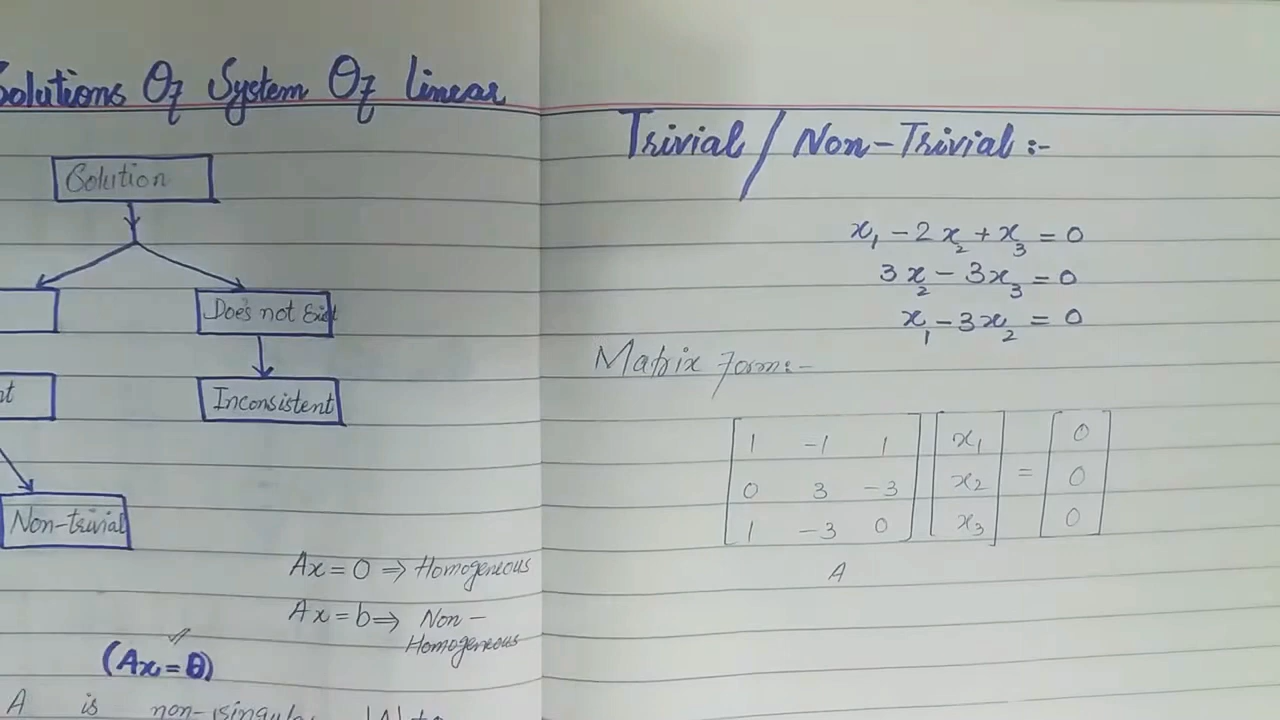 Solutions Of System Of Linear
Solution
Does not Exist
Inconsistent
Non-trivial
Ax = 0 ⇒ Homogeneous
Ax = b ⇒ Non-
Homogeneous
(Ax = θ)
A is
Trivial / Non-Trivial :-
x₁ - 2x₂ + x₃ = 0
3x₂ - 3x₃ = 0
x₁ - 3x₂ = 0
Matrix form:-
1 -1 1 x₁ 0
0 3 -3 x₂ = 0
1 -3 0 x₃ 0
A